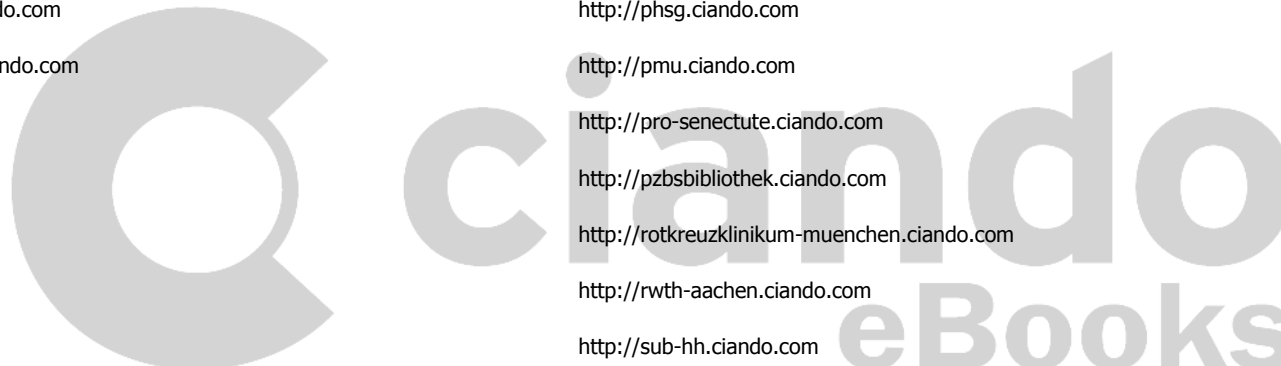 do.com
ndo.com
http://phsg.ciando.com
http://pmu.ciando.com
http://pro-senectute.ciando.com
http://pzbsbibliothek.ciando.com
http://rotkreuzklinikum-muenchen.ciando.com
http://rwth-aachen.ciando.com
http://sub-hh.ciando.com
ciando
eBooks